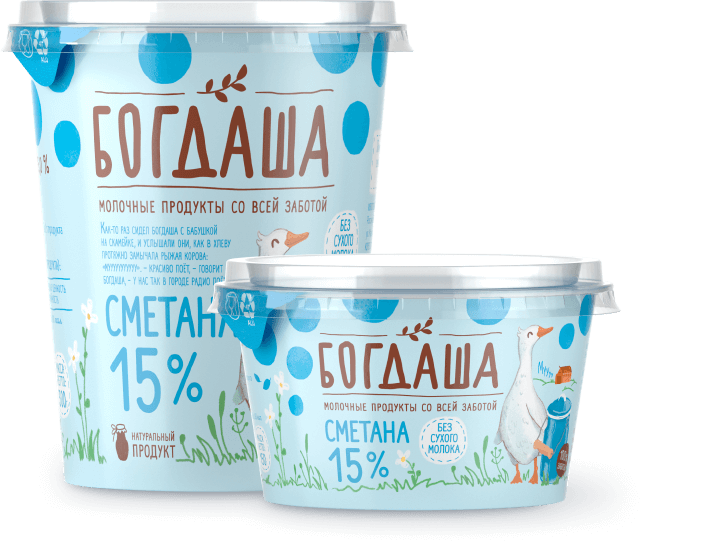 БОГДАША
МОЛОЧНЫЕ ПРОДУКТЫ СО ВСЕЙ ЗАБОТОЙ
КАК-ТО РАЗ СИДЕЛ БОГДАША С БАБУШКОЙ
НА СКАМЕЙКЕ, И УСЛЫШАЛИ ОНИ, КАК В ХЛЕВУ
ПРОТЯЖНО ЗАМЫЧАЛА РЫЖАЯ КОРОВА:
- КРАСИВО ПОЁТ, - ГОВОРИТ
БОГДАША, - У НАС ТАК В ГОРОДЕ РАДИО
БЕЗ
СУХОГО
МОЛОКА
СМЕТАНА
15%
НАТУРАЛЬНЫЙ
ПРОДУКТ
БОГДАША
МОЛОЧНЫЕ ПРОДУКТЫ СО ВСЕЙ ЗАБОТОЙ
СМЕТАНА
15%
БЕЗ
СУХОГО
МОЛОКА